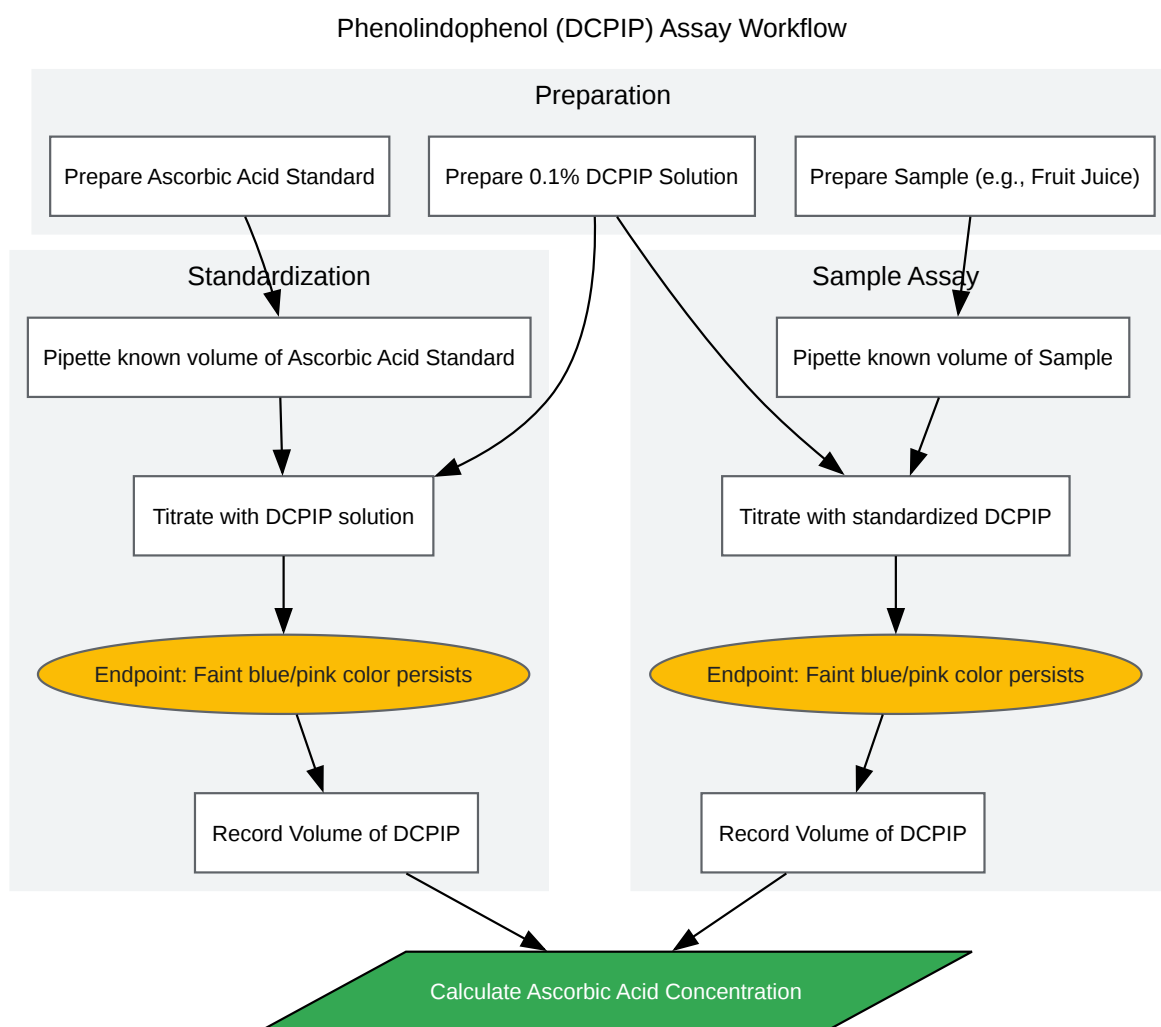 Phenolindophenol (DCPIP) Assay Workflow
Preparation
Prepare Ascorbic Acid Standard
Prepare 0.1% DCPIP Solution
Prepare Sample (e.g., Fruit Juice)
Standardization
Sample Assay
Pipette known volume of Ascorbic Acid Standard
Pipette known volume of Sample
Titrate with DCPIP solution
Titrate with standardized DCPIP
Endpoint: Faint blue/pink color persists
Endpoint: Faint blue/pink color persists
Record Volume of DCPIP
Record Volume of DCPIP
Calculate Ascorbic Acid Concentration